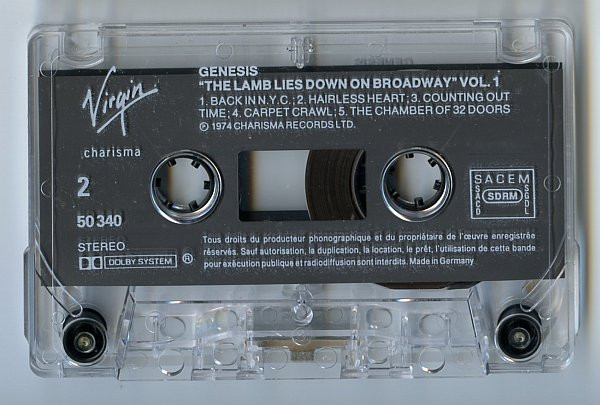 GENESIS
"THE LAMB LIES DOWN ON BROADWAY" VOL. 1
1. BACK IN N.Y.C.; 2. HAIRLESS HEART; 3. COUNTING OUT
TIME; 4. CARPET CRAWL; 5. THE CHAMBER OF 32 DOORS
℗ 1974 CHARISMA RECORDS LTD.
Virgin
charisma
2
50 340
STEREO
DOLBY SYSTEM ®
SACEM
SACD
SDRM
SGDL
Tous droits du producteur phonographique et du propriétaire de l'œuvre enregistrée
réservés. Sauf autorisation, la duplication, la location, le prêt, l'utilisation de cette bande
pour exécution publique et radiodiffusion sont interdits. Made in Germany